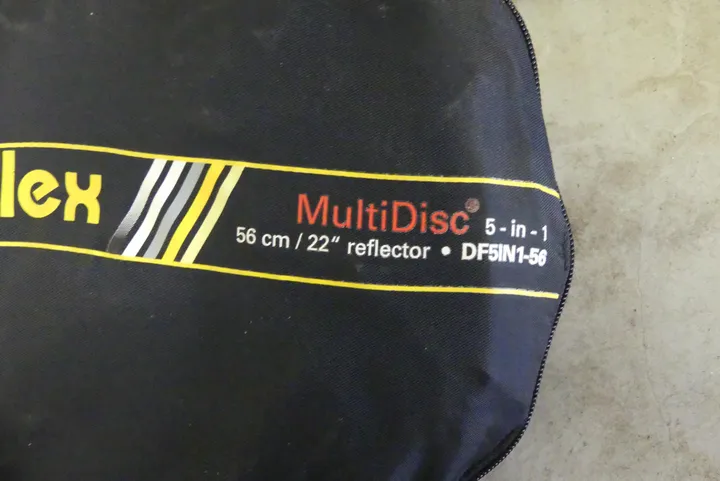 lex
MultiDisc® 5-in-1
56 cm / 22" reflector • DF5IN1-56